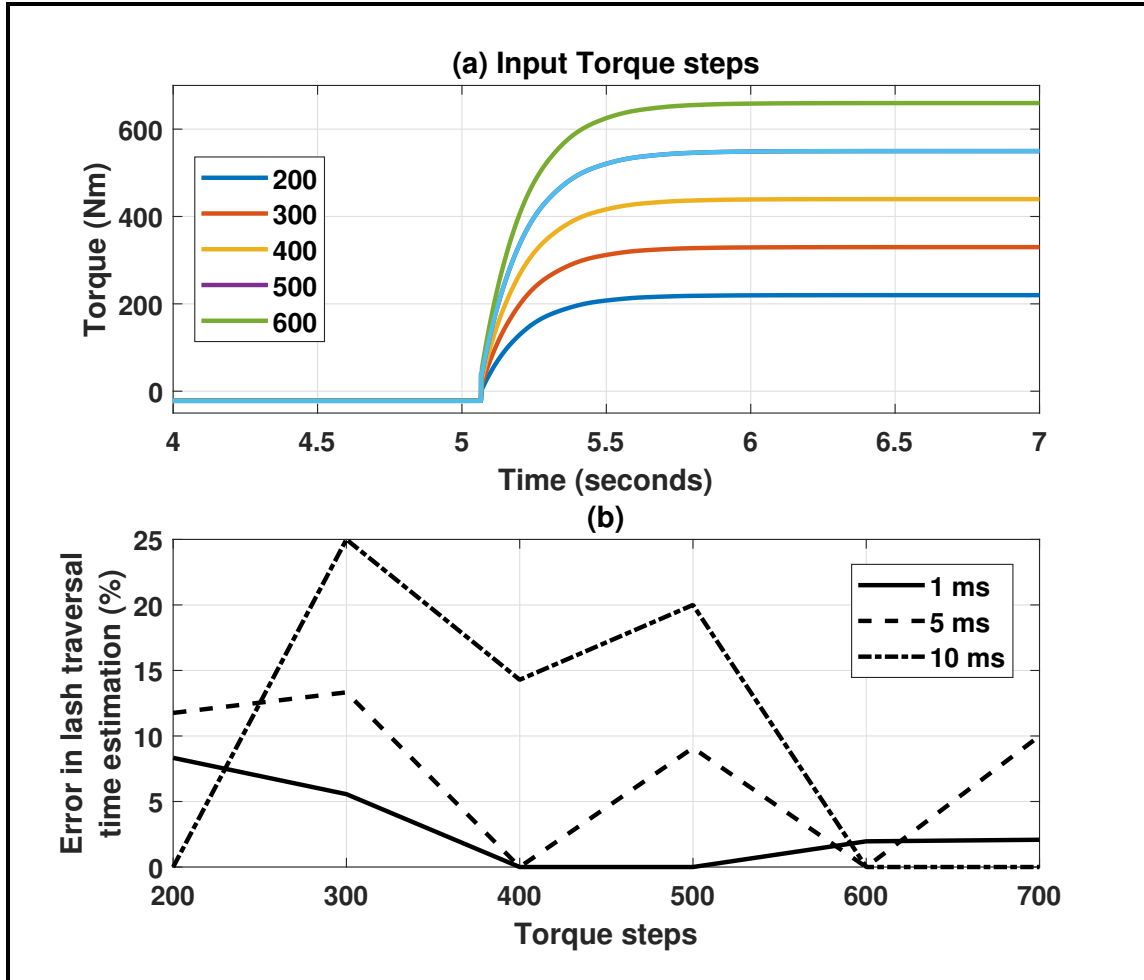 (a) Input Torque steps
Torque (Nm)
600
400
200
0
200
300
400
500
600
4
4.5
5
5.5
6
6.5
7
Time (seconds)
(b)
Error in lash traversal
time estimation (%)
25
20
15
10
5
0
1 ms
5 ms
10 ms
200
300
400
500
600
700
Torque steps